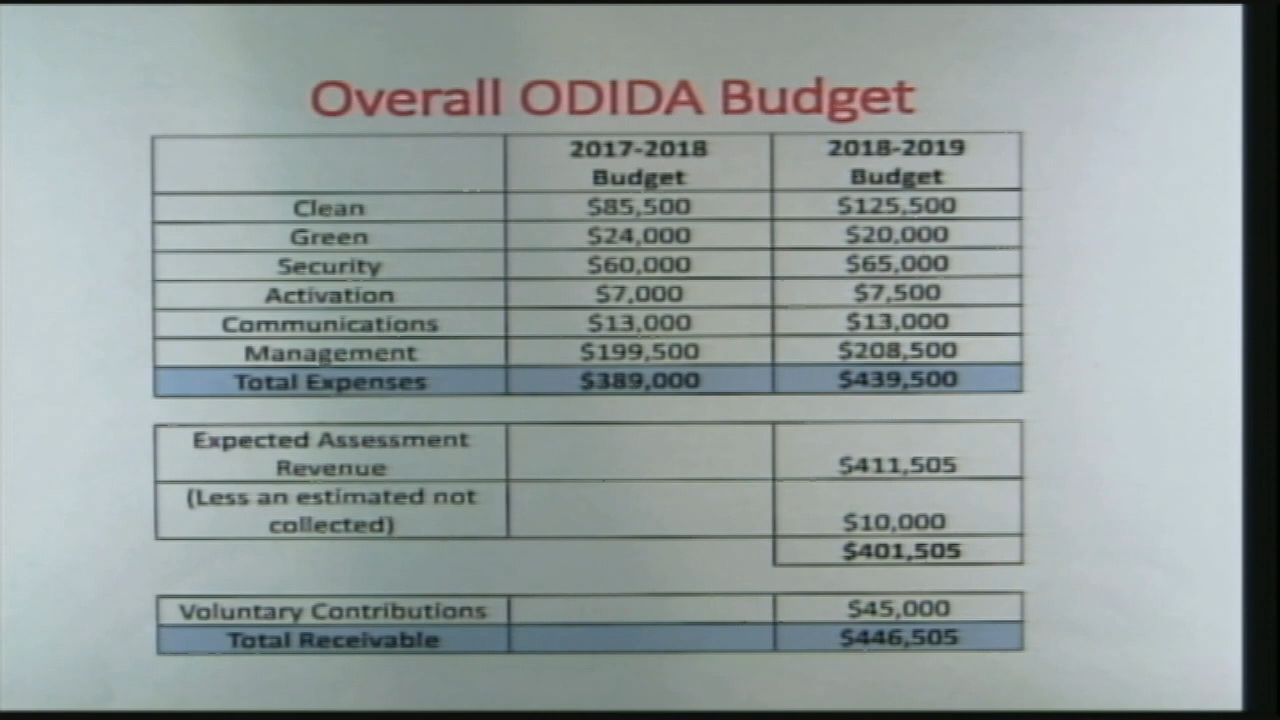 Overall ODIDA Budget
2017-2018 2018-2019
Budget Budget
Clean $85,500 $125,500
Green $24,000 $20,000
Security $60,000 $65,000
Activation $7,000 $7,500
Communications $13,000 $13,000
Management $199,500 $208,500
Total Expenses $389,000 $439,500
Expected Assessment
Revenue $411,505
(Less an estimated not
collected) $10,000
$401,505
Voluntary Contributions $45,000
Total Receivable $446,505